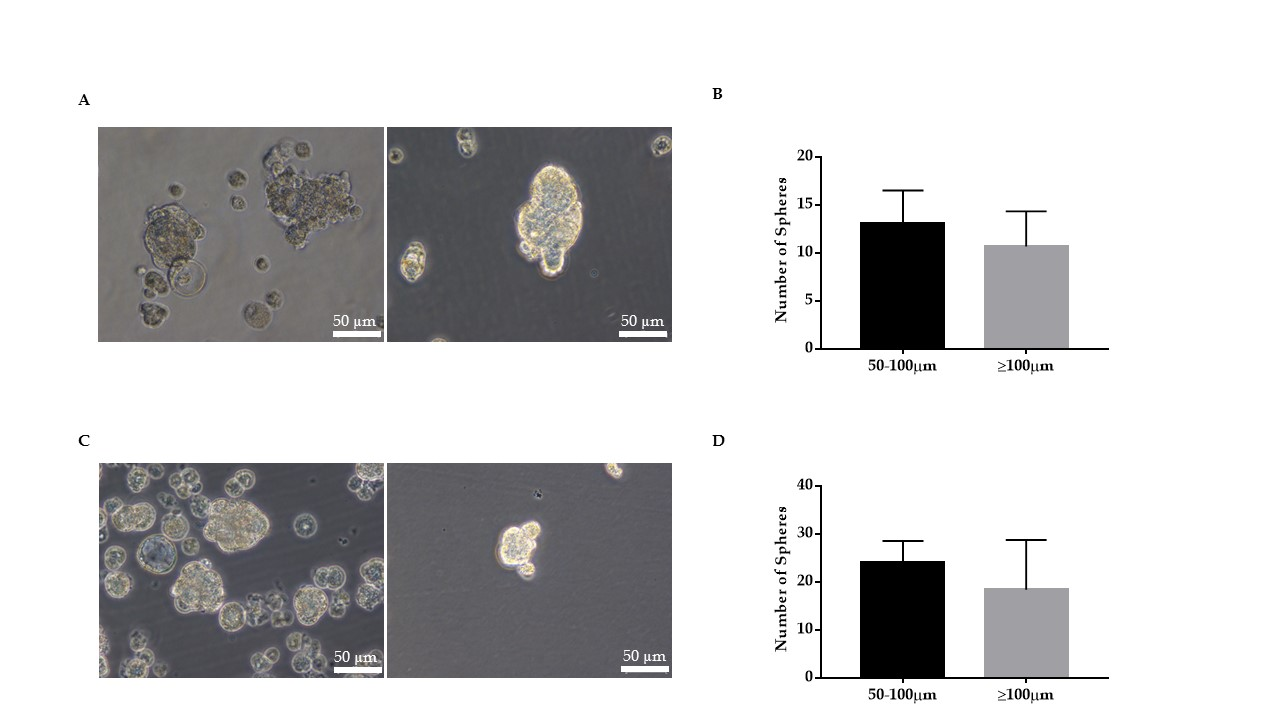 A
50 μm
50 μm
B
Number of Spheres
20
15
10
5
0
50-100μm
≥100μm
C
50 μm
50 μm
D
Number of Spheres
40
30
20
10
0
50-100μm
≥100μm